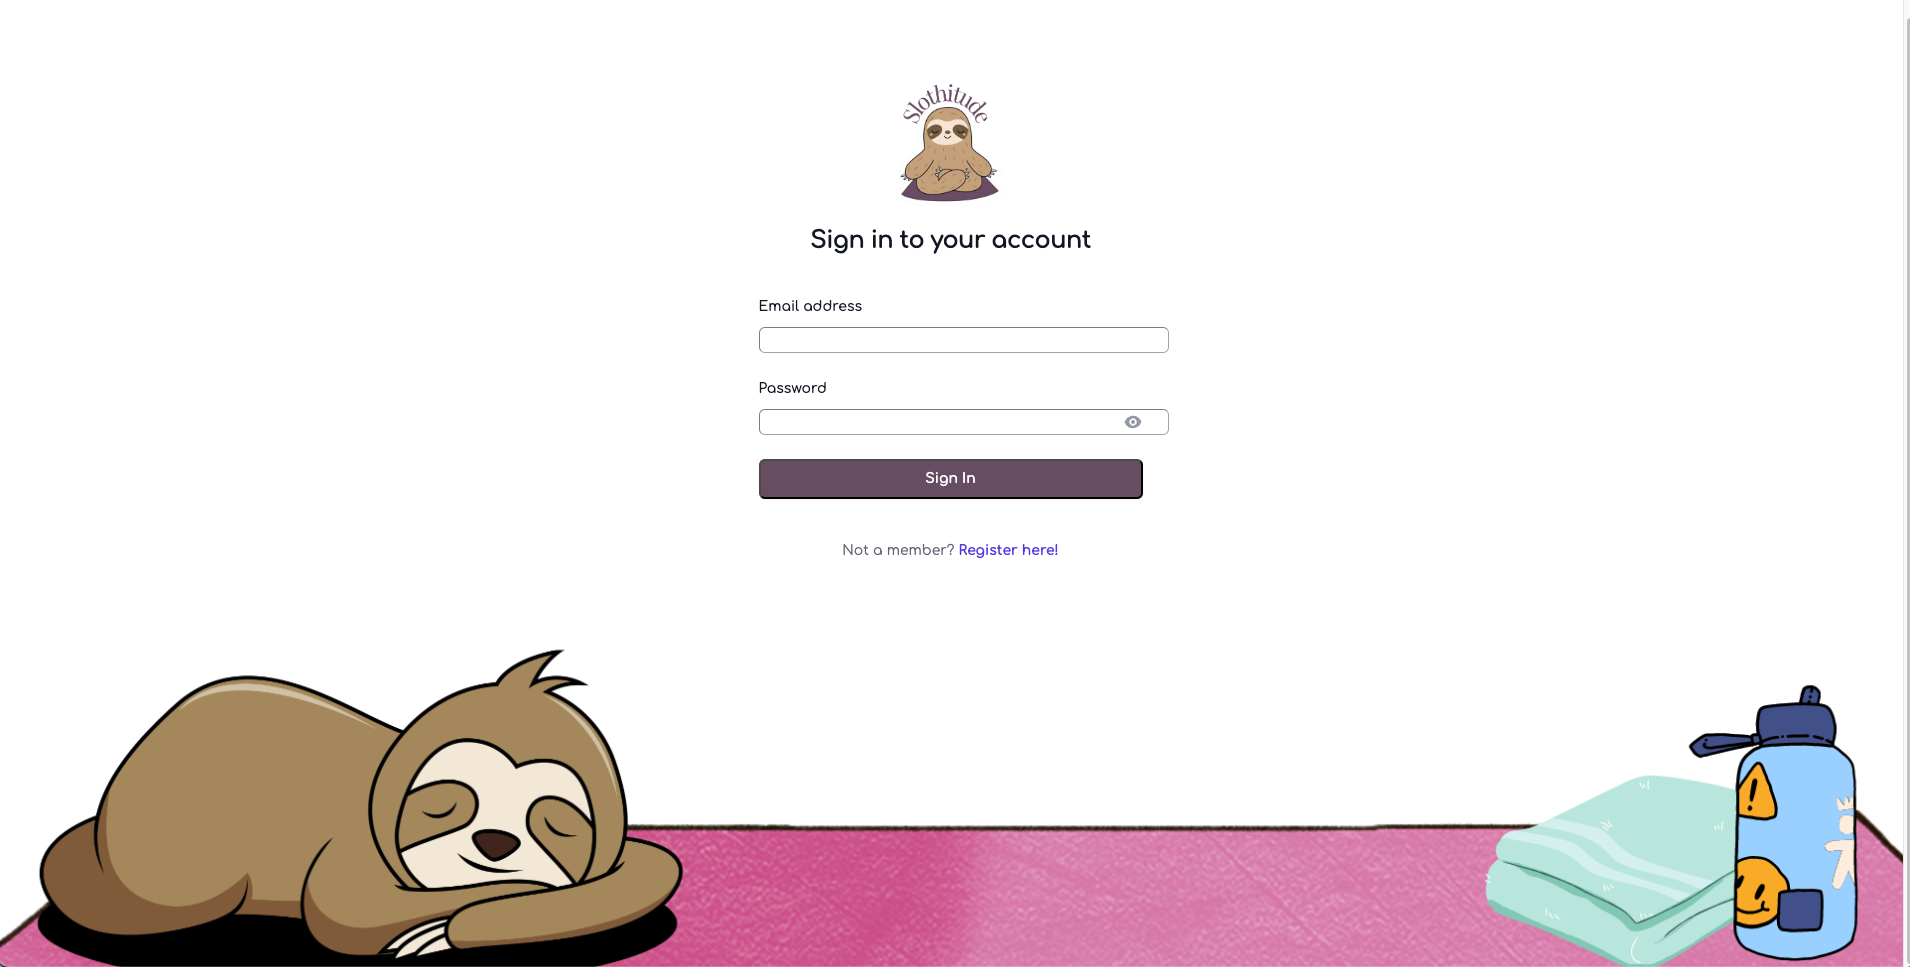 Slothitude
Sign in to your account
Email address
Password
Sign In
Not a member? Register here!